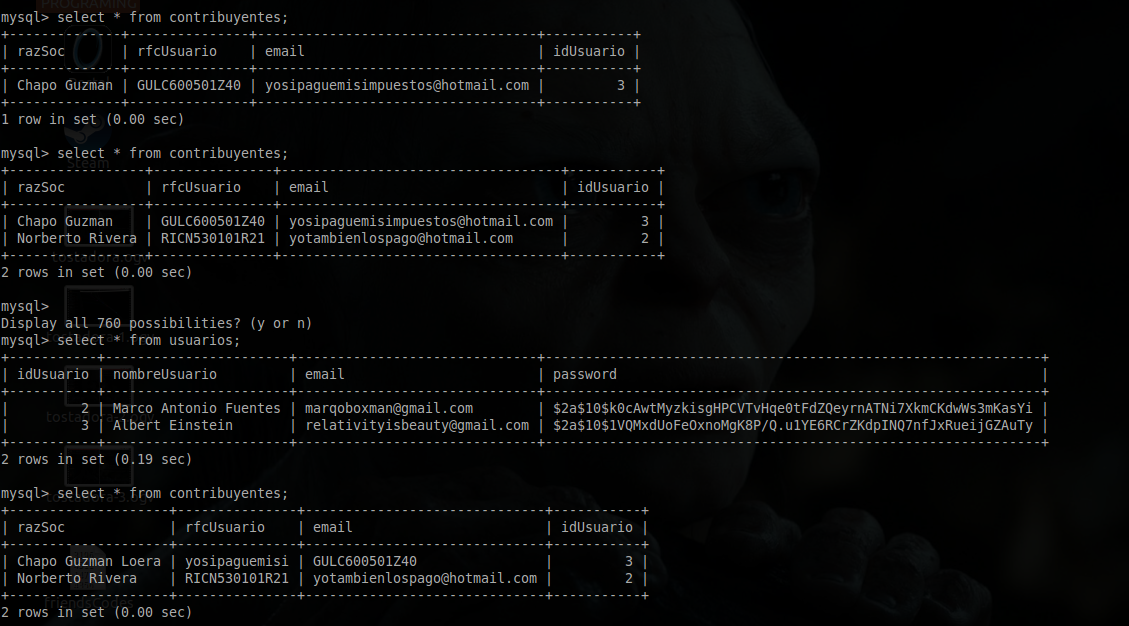 PROGRAMING
mysql> select * from contribuyentes;
+--------------+---------------+-----------------------------------+-----------+
| razSoc       | rfcUsuario    | email                             | idUsuario |
+--------------+---------------+-----------------------------------+-----------+
| Chapo Guzman | GULC600501Z40 | yosipaguemisimpuestos@hotmail.com |         3 |
+--------------+---------------+-----------------------------------+-----------+
1 row in set (0.00 sec)
mysql> select * from contribuyentes;
Steam
+-----------------+---------------+-----------------------------------+-----------+
| razSoc          | rfcUsuario    | email                             | idUsuario |
+-----------------+---------------+-----------------------------------+-----------+
| Chapo Guzman    | GULC600501Z40 | yosipaguemisimpuestos@hotmail.com |         3 |
| Norberto Rivera | RICN530101R21 | yotambienlospago@hotmail.com      |         2 |
+-----------------+---------------+-----------------------------------+-----------+
tostadora.ogv
2 rows in set (0.00 sec)
mysql>
Display all 760 possibilities? (y or n)
mysql> select * from usuarios;
+-----------+----------------------+-----------------------------+--------------------------------------------------------------+
| idUsuario | nombreUsuario        | email                       | password                                                     |
+-----------+----------------------+-----------------------------+--------------------------------------------------------------+
|         2 | Marco Antonio Fuentes | marqoboxman@gmail.com        | $2a$10$k0cAwtMyzkisgHPCVTvHqe0tFdZQeyrnATNi7XkmCKdwWs3mKasYi |
|         3 | Albert Einstein      | relativityisbeauty@gmail.com | $2a$10$1VQMxdUoFeOxnoMgK8P/Q.u1YE6RCrZKdpINQ7nfJxRueijGZAuTy |
+-----------+----------------------+-----------------------------+--------------------------------------------------------------+
2 rows in set (0.19 sec)
mysql> select * from contribuyentes;
+--------------------+---------------+------------------------------+-----------+
| razSoc             | rfcUsuario    | email                        | idUsuario |
+--------------------+---------------+------------------------------+-----------+
| Chapo Guzman Loera | yosipaguemisi | GULC600501Z40                |         3 |
| Norberto Rivera    | RICN530101R21 | yotambienlospago@hotmail.com |         2 |
+--------------------+---------------+------------------------------+-----------+
friendsCodes
2 rows in set (0.00 sec)